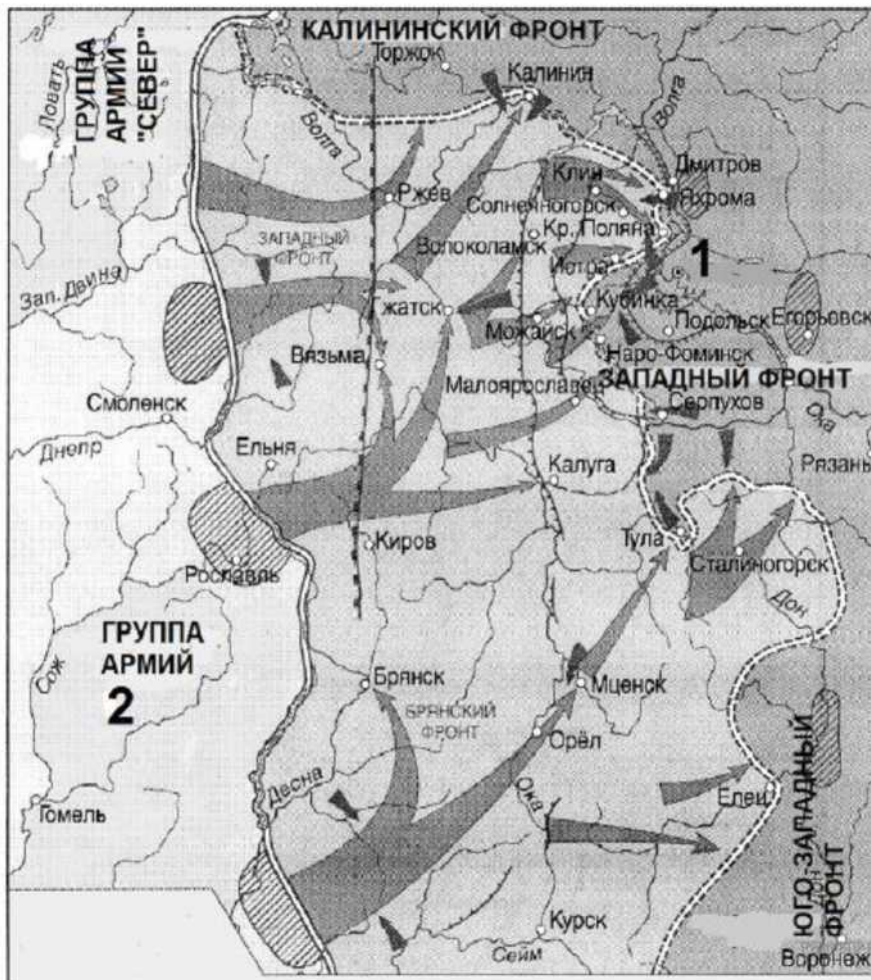 КАЛИНИНСКИЙ ФРОНТ
Торжок
Калинин
Ловать
ГРУППА
АРМИЙ
"СЕВЕР"
Волга
Волга
Дмитров
Клин
Яхрома
Ржев
Солнечногорск
Кр. Поляна
ЗАПАДНЫЙ
ФРОНТ
Волоколамск
Истра
1
Зап. Двина
Гжатск
Кубинка
Можайск
Подольск
Егорьевск
Вязьма
Наро-Фоминск
Малоярославец
ЗАПАДНЫЙ ФРОНТ
Смоленск
Серпухов
Ока
Днепр
Ельня
Калуга
Рязань
Киров
Тула
Рославль
Сталиногорск
Дон
ГРУППА
АРМИЙ
2
Сож
Брянск
Мценск
БРЯНСКИЙ
ФРОНТ
Орёл
Десна
Ока
Гомель
Елец
ЮГО-ЗАПАДНЫЙ
ФРОНТ
Дон
Курск
Сейм
Воронеж